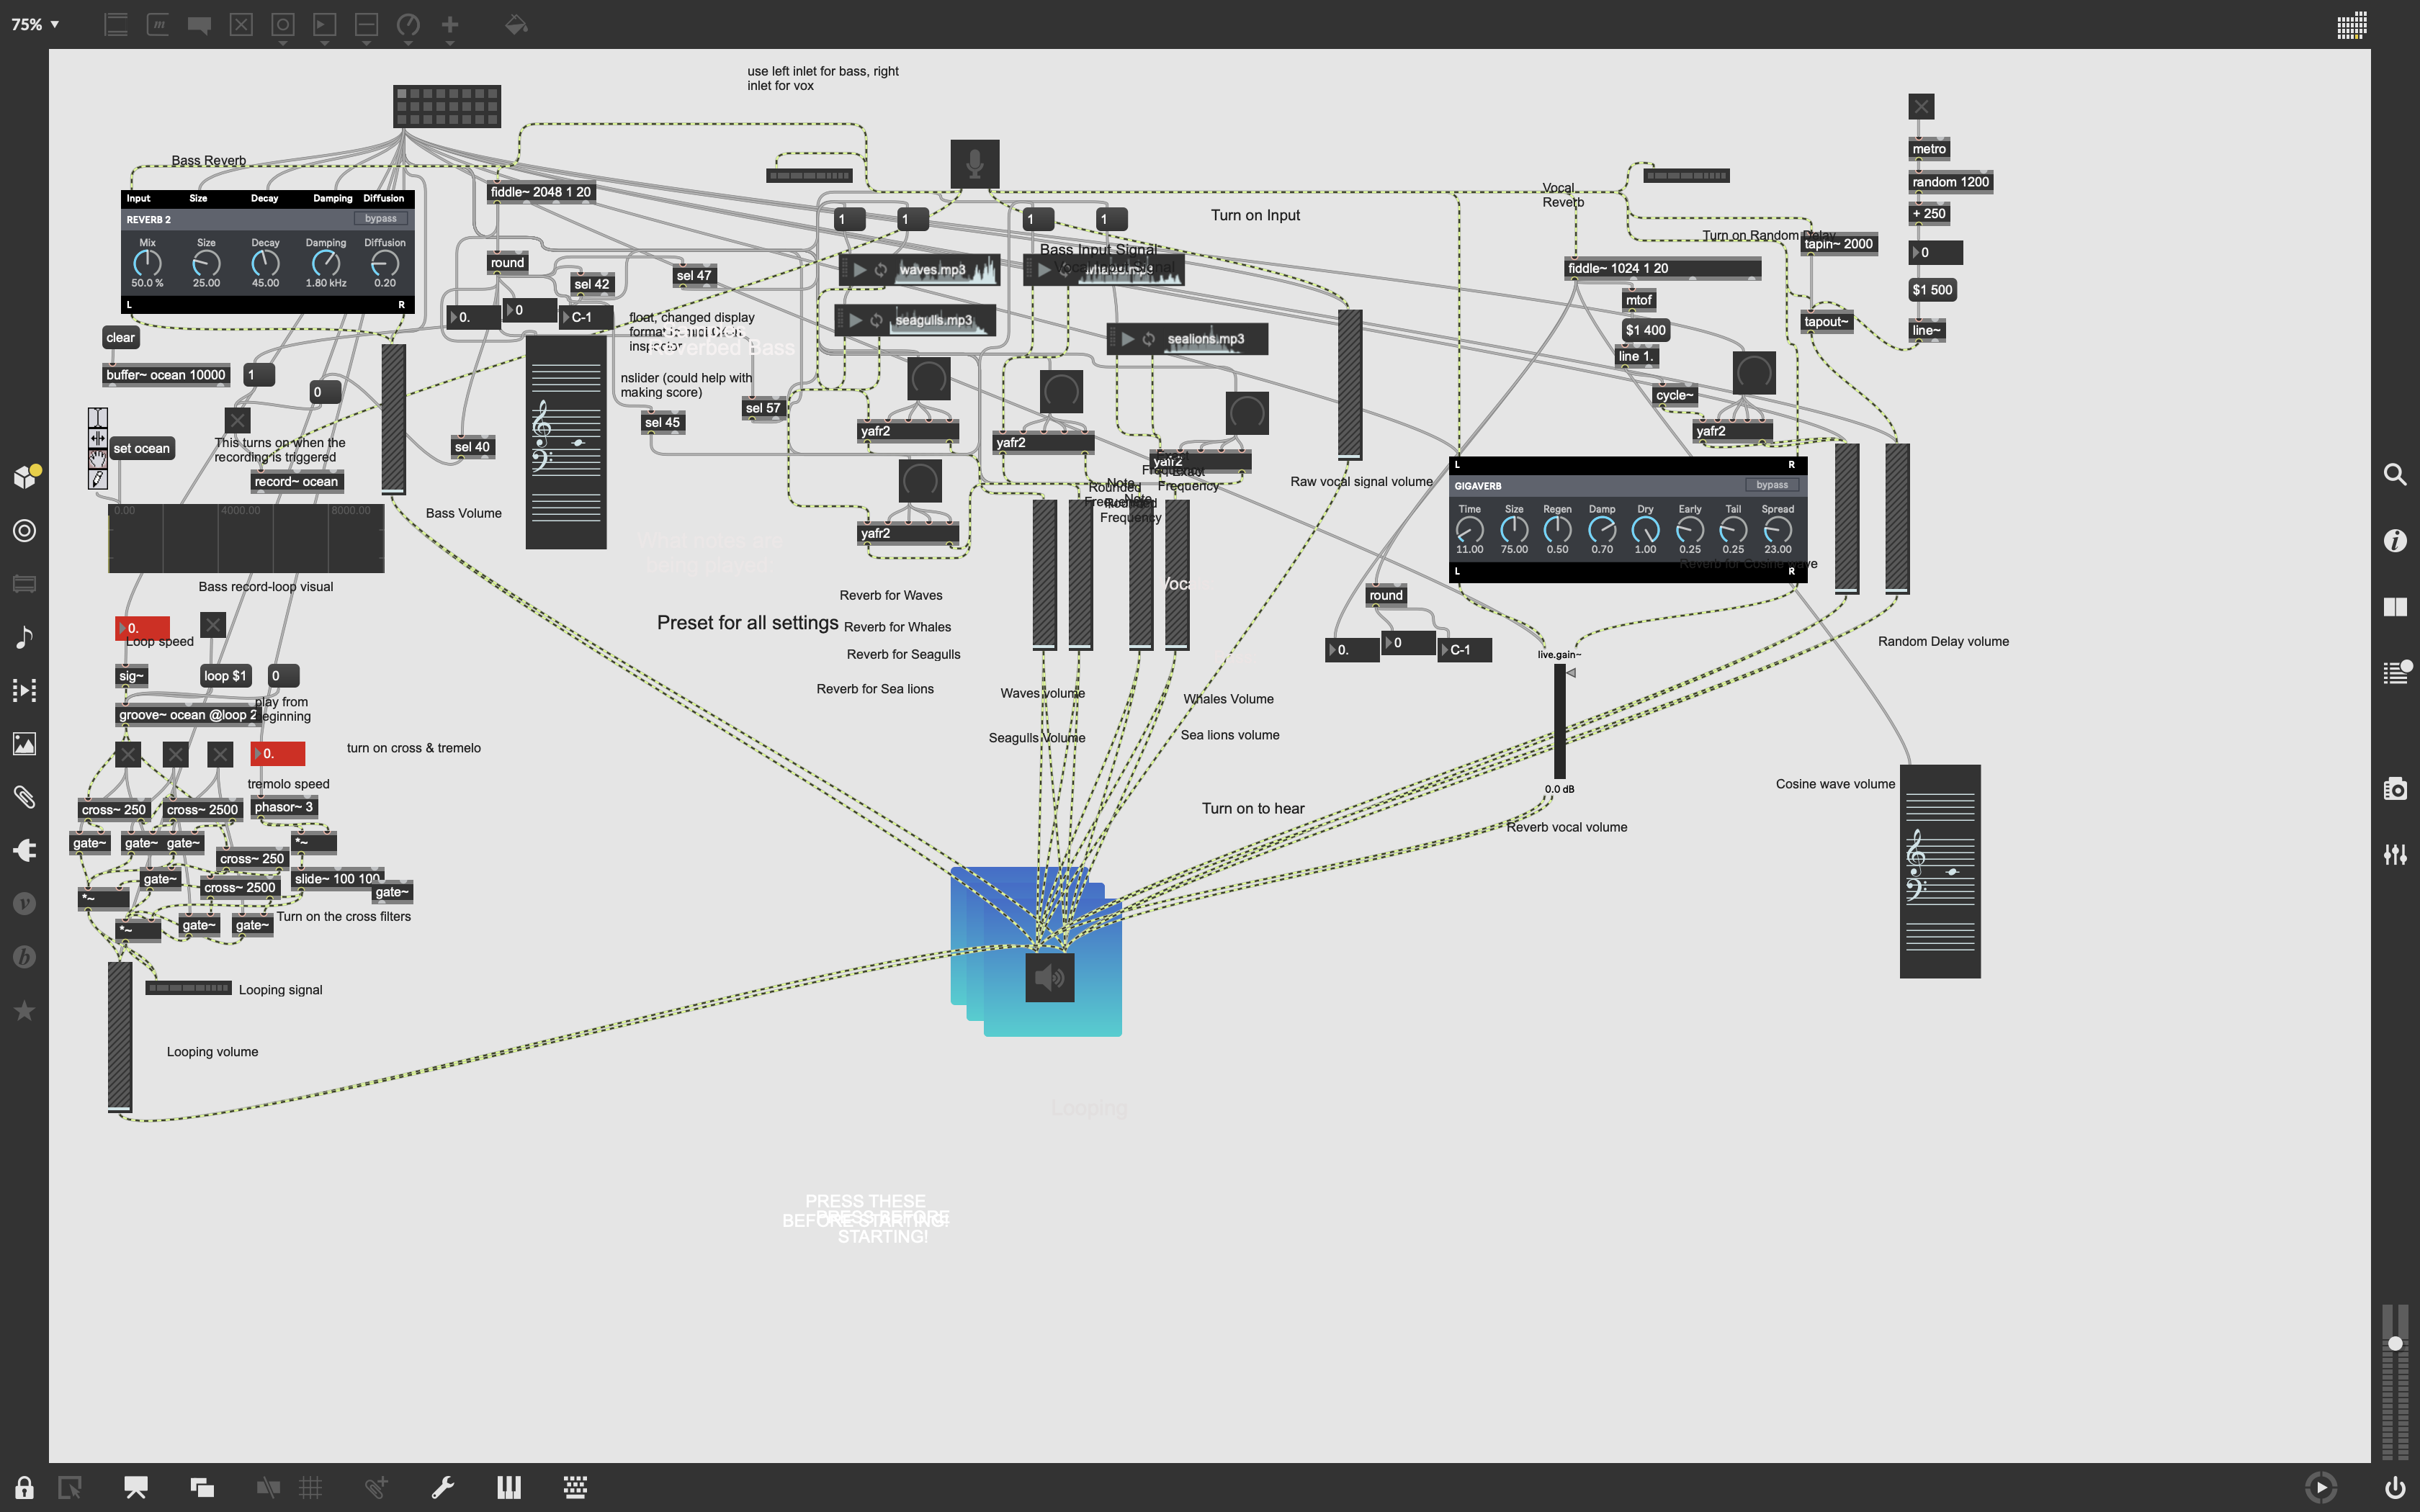 75%
use left inlet for bass, right
inlet for vox
Bass Reverb
Input Size Decay Damping Diffusion
REVERB 2 bypass
Mix Size Decay Damping Diffusion
50.0 % 25.00 45.00 1.80 kHz 0.20
L R
fiddle~ 2048 1 20
round
sel 42
sel 47
0.
0
C-1
float, changed display
format to midi
inspector
Reverbed Bass
nslider (could help with
making score)
sel 45
sel 57
sel 40
clear
buffer~ ocean 10000
1
0
set ocean
This turns on when the
recording is triggered
record~ ocean
0.00 4000.00 8000.00
Bass record-loop visual
Bass Volume
What notes are
being played
Preset for all settings
0.
Loop speed
sig~
loop $1
0
play from
beginning
groove~ ocean @loop 2
0.
turn on cross & tremelo
tremolo speed
cross~ 250
cross~ 2500
phasor~ 3
gate~
gate~
gate~
*~
cross~ 250
gate~
cross~ 2500
slide~ 100 100
gate~
*~
*~
gate~
gate~
Turn on the cross filters
Looping signal
Looping volume
1
1
1
1
Turn on Input
Bass Input Signal
waves.mp3
seagulls.mp3
sealions.mp3
yafr2
yafr2
yafr2
yafr2
Note
Rounded
Frequency
Exact
Frequency
Note
Rounded
Frequency
Raw vocal signal volume
Reverb for Waves
Reverb for Whales
Reverb for Seagulls
Reverb for Sea lions
Waves volume
Seagulls Volume
Whales Volume
Sea lions volume
Turn on to hear
Vocal
Reverb
Turn on Random Delay
tapin~ 2000
fiddle~ 1024 1 20
mtof
$1 400
line 1.
cycle~
yafr2
tapout~
metro
random 1200
+ 250
0
$1 500
line~
L R
GIGAVERB bypass
Time Size Regen Damp Dry Early Tail Spread
11.00 75.00 0.50 0.70 1.00 0.25 0.25 23.00
Reverb for Cosine wave
L R
round
0.
0
C-1
live.gain~
0.0 dB
Reverb vocal volume
Random Delay volume
Cosine wave volume
Looping
PRESS THESE
BEFORE STARTING!
PRESS BEFORE
STARTING!